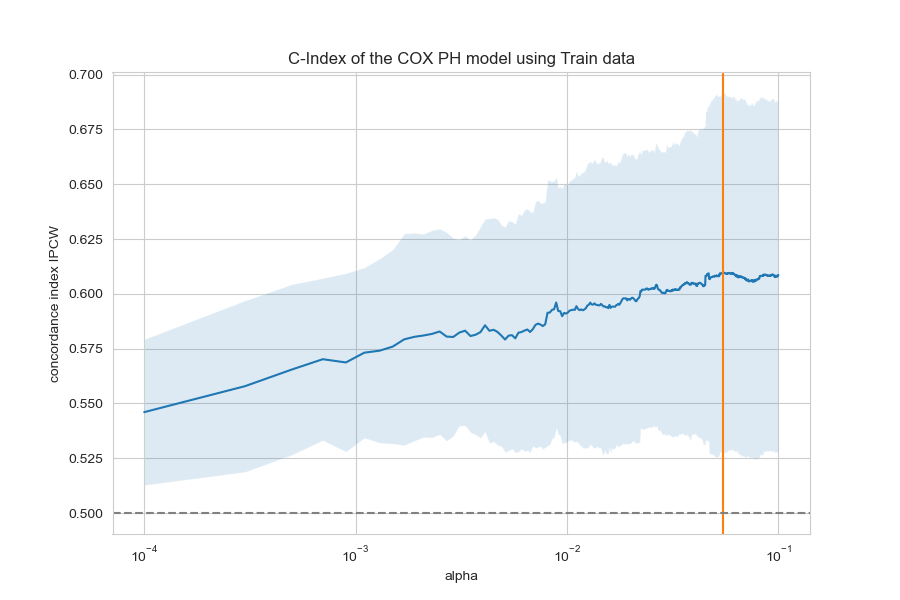 C-Index of the COX PH model using Train data
concordance index IPCW
0.700
0.675
0.650
0.625
0.600
0.575
0.550
0.525
0.500
10⁻⁴ 10⁻³ 10⁻² 10⁻¹
alpha